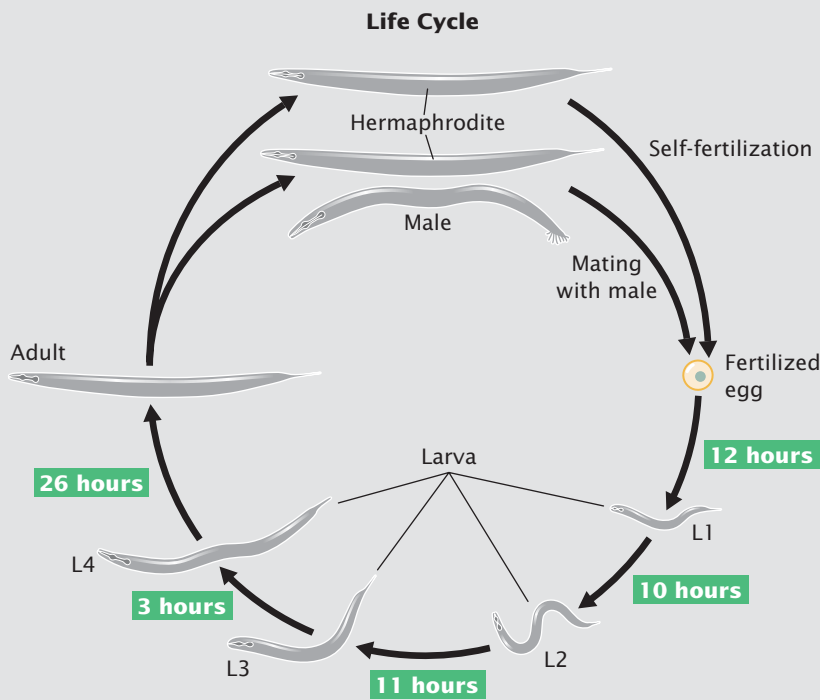 Life Cycle
Hermaphrodite
Self-fertilization
Male
Mating
with male
Adult
Fertilized
egg
12 hours
Larva
26 hours
L1
L4
10 hours
3 hours
L3
L2
11 hours